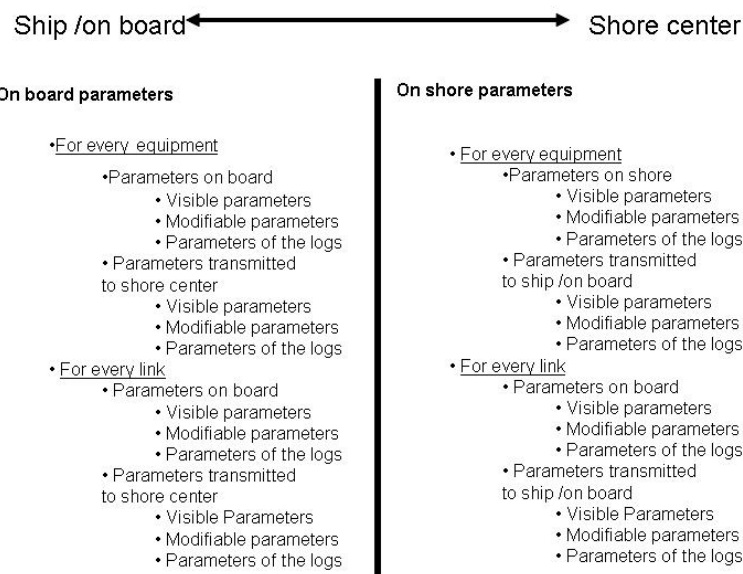 Ship /on board
Shore center
On board parameters
•For every equipment
•Parameters on board
• Visible parameters
• Modifiable parameters
• Parameters of the logs
• Parameters transmitted
to shore center
• Visible parameters
• Modifiable parameters
• Parameters of the logs
• For every link
• Parameters on board
• Visible parameters
• Modifiable parameters
• Parameters of the logs
• Parameters transmitted
to shore center
• Visible Parameters
• Modifiable parameters
• Parameters of the logs
On shore parameters
• For every equipment
•Parameters on shore
• Visible parameters
• Modifiable parameters
• Parameters of the logs
• Parameters transmitted
to ship /on board
• Visible parameters
• Modifiable parameters
• Parameters of the logs
• For every link
• Parameters on board
• Visible parameters
• Modifiable parameters
• Parameters of the logs
• Parameters transmitted
to ship /on board
• Visible Parameters
• Modifiable parameters
• Parameters of the logs